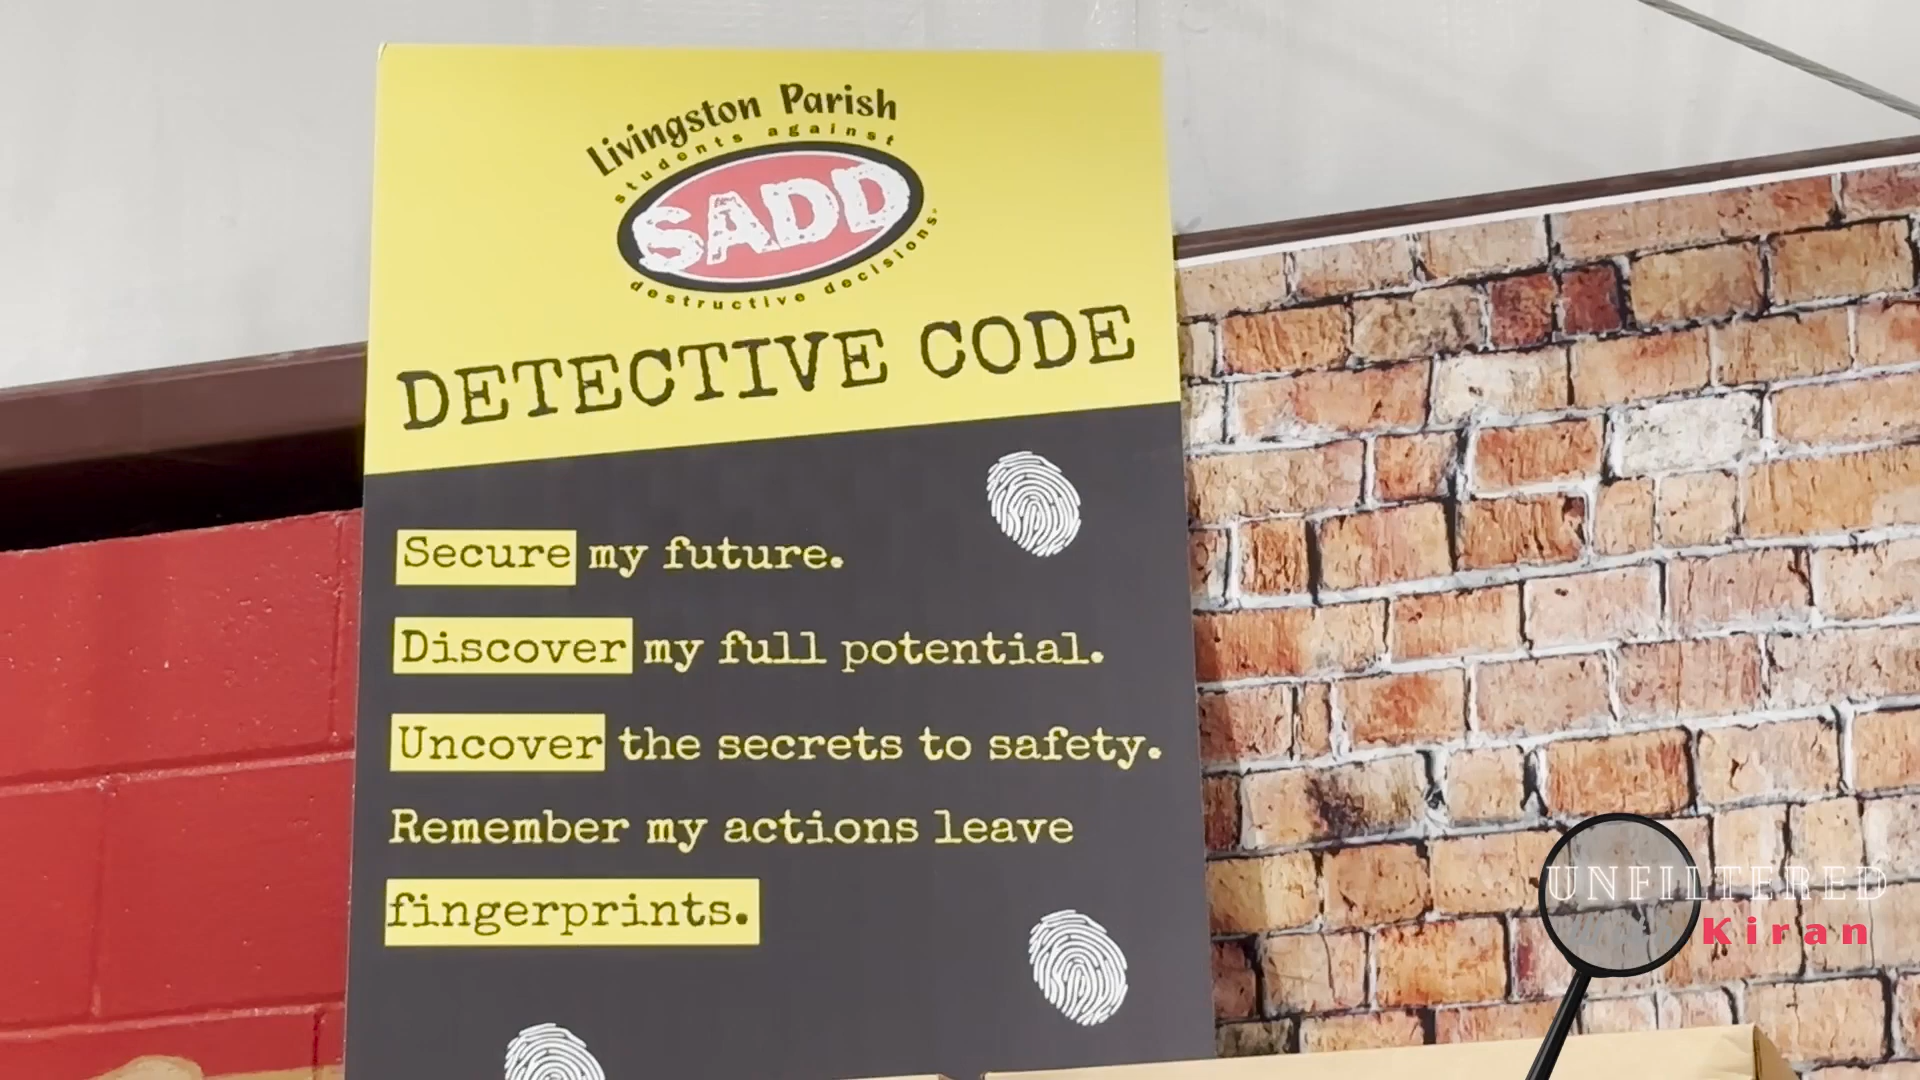 Livingston Parish
students against
SADD
destructive decisions
DETECTIVE CODE
Secure my future.
Discover my full potential.
Uncover the secrets to safety.
Remember my actions leave
fingerprints.
UNFILTERED
Kiran